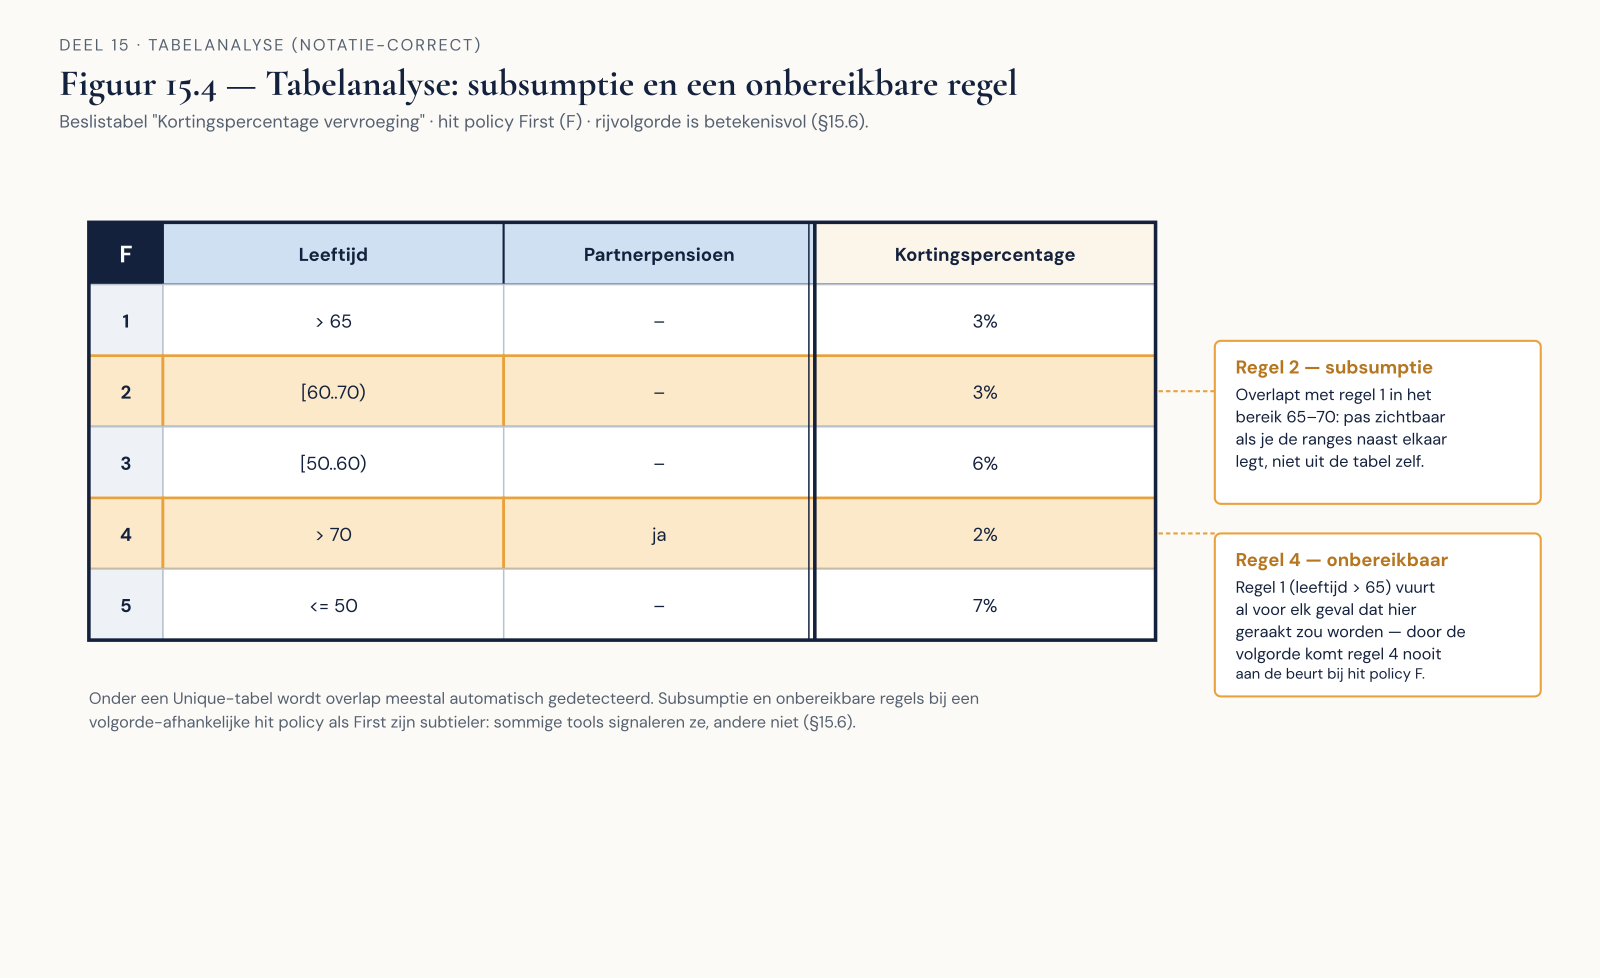 DEEL 15 · TABELANALYSE (NOTATIE-CORRECT)
Figuur 15.4 — Tabelanalyse: subsumptie en een onbereikbare regel
Beslistabel "Kortingspercentage vervroeging" · hit policy First (F) · rijvolgorde is betekenisvol (§15.6).
F Leeftijd Partnerpensioen Kortingspercentage
1 > 65 – 3%
2 [60..70) – 3%
3 [50..60) – 6%
4 > 70 ja 2%
5 <= 50 – 7%
Regel 2 — subsumptie
Overlapt met regel 1 in het
bereik 65–70: pas zichtbaar
als je de ranges naast elkaar
legt, niet uit de tabel zelf.
Regel 4 — onbereikbaar
Regel 1 (leeftijd > 65) vuurt
al voor elk geval dat hier
geraakt zou worden — door de
volgorde komt regel 4 nooit
aan de beurt bij hit policy F.
Onder een Unique-tabel wordt overlap meestal automatisch gedetecteerd. Subsumptie en onbereikbare regels bij een
volgorde-afhankelijke hit policy als First zijn subtieler: sommige tools signaleren ze, andere niet (§15.6).